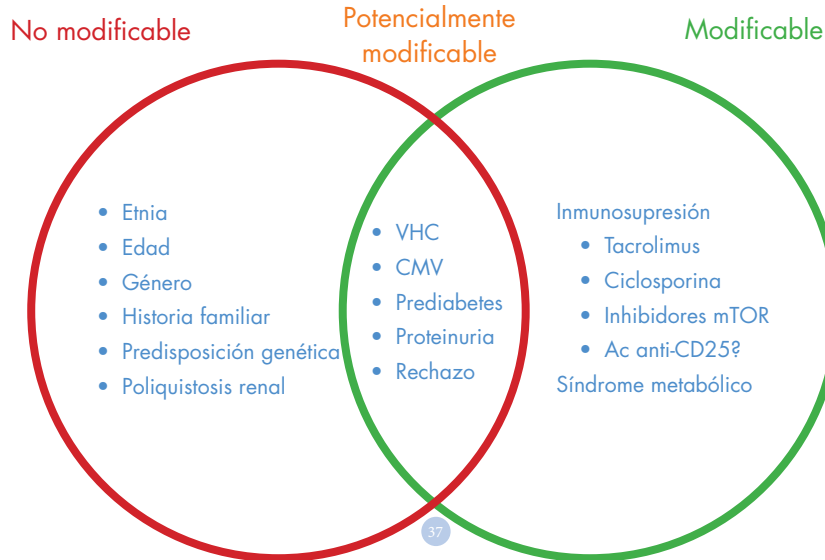 No modificable
Potencialmente
modificable
Modificable
• Etnia
• Edad
• Género
• Historia familiar
• Predisposición genética
• Poliquistosis renal
• VHC
• CMV
• Prediabetes
• Proteinuria
• Rechazo
Inmunosupresión
• Tacrolimus
• Ciclosporina
• Inhibidores mTOR
• Ac anti-CD25?
Síndrome metabólico
37